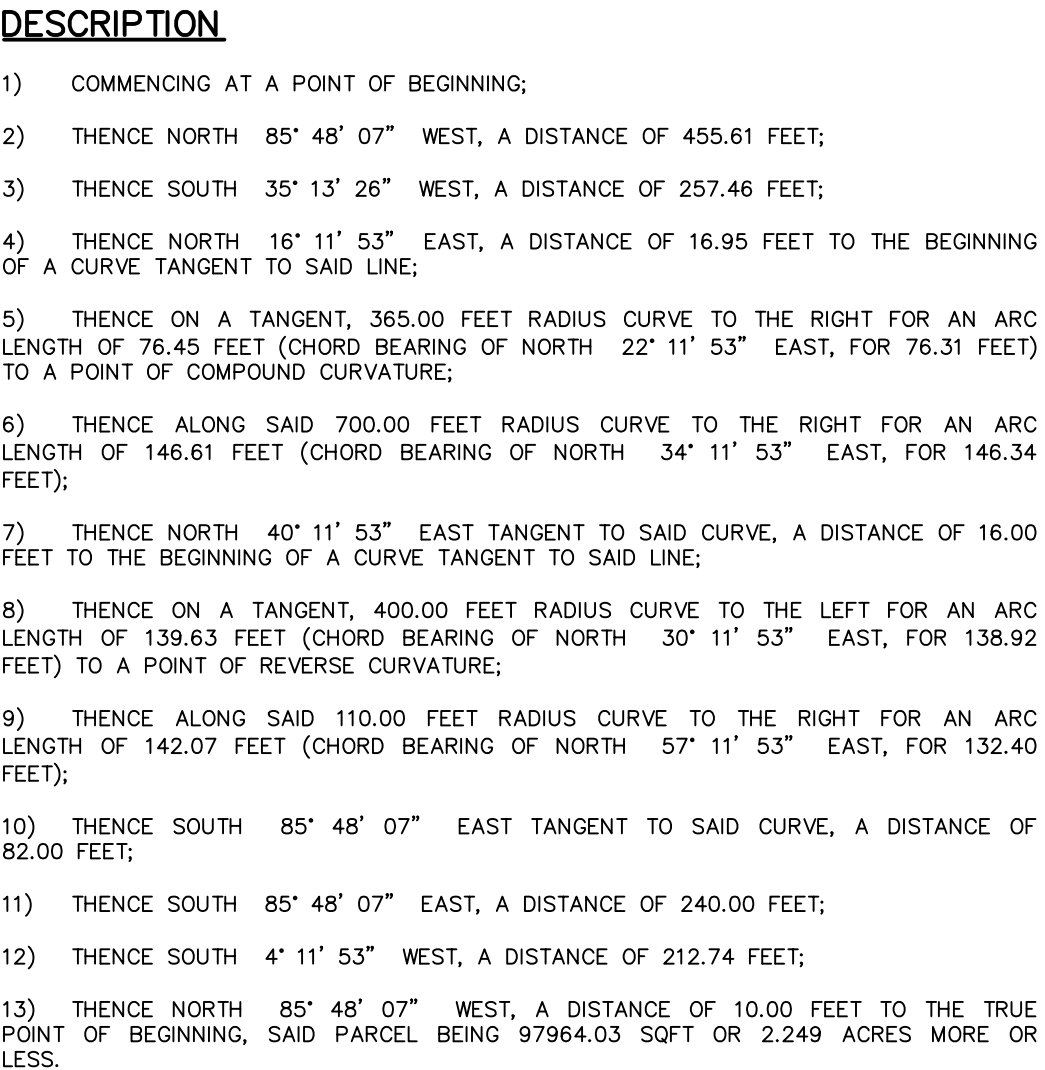 DESCRIPTION
1) COMMENCING AT A POINT OF BEGINNING;
2) THENCE NORTH 85° 48' 07" WEST, A DISTANCE OF 455.61 FEET;
3) THENCE SOUTH 35° 13' 26" WEST, A DISTANCE OF 257.46 FEET;
4) THENCE NORTH 16° 11' 53" EAST, A DISTANCE OF 16.95 FEET TO THE BEGINNING
OF A CURVE TANGENT TO SAID LINE;
5) THENCE ON A TANGENT, 365.00 FEET RADIUS CURVE TO THE RIGHT FOR AN ARC
LENGTH OF 76.45 FEET (CHORD BEARING OF NORTH 22° 11' 53" EAST, FOR 76.31 FEET)
TO A POINT OF COMPOUND CURVATURE;
6) THENCE ALONG SAID 700.00 FEET RADIUS CURVE TO THE RIGHT FOR AN ARC
LENGTH OF 146.61 FEET (CHORD BEARING OF NORTH 34° 11' 53" EAST, FOR 146.34
FEET);
7) THENCE NORTH 40° 11' 53" EAST TANGENT TO SAID CURVE, A DISTANCE OF 16.00
FEET TO THE BEGINNING OF A CURVE TANGENT TO SAID LINE;
8) THENCE ON A TANGENT, 400.00 FEET RADIUS CURVE TO THE LEFT FOR AN ARC
LENGTH OF 139.63 FEET (CHORD BEARING OF NORTH 30° 11' 53" EAST, FOR 138.92
FEET) TO A POINT OF REVERSE CURVATURE;
9) THENCE ALONG SAID 110.00 FEET RADIUS CURVE TO THE RIGHT FOR AN ARC
LENGTH OF 142.07 FEET (CHORD BEARING OF NORTH 57° 11' 53" EAST, FOR 132.40
FEET);
10) THENCE SOUTH 85° 48' 07" EAST TANGENT TO SAID CURVE, A DISTANCE OF
82.00 FEET;
11) THENCE SOUTH 85° 48' 07" EAST, A DISTANCE OF 240.00 FEET;
12) THENCE SOUTH 4° 11' 53" WEST, A DISTANCE OF 212.74 FEET;
13) THENCE NORTH 85° 48' 07" WEST, A DISTANCE OF 10.00 FEET TO THE TRUE
POINT OF BEGINNING, SAID PARCEL BEING 97964.03 SQFT OR 2.249 ACRES MORE OR
LESS.